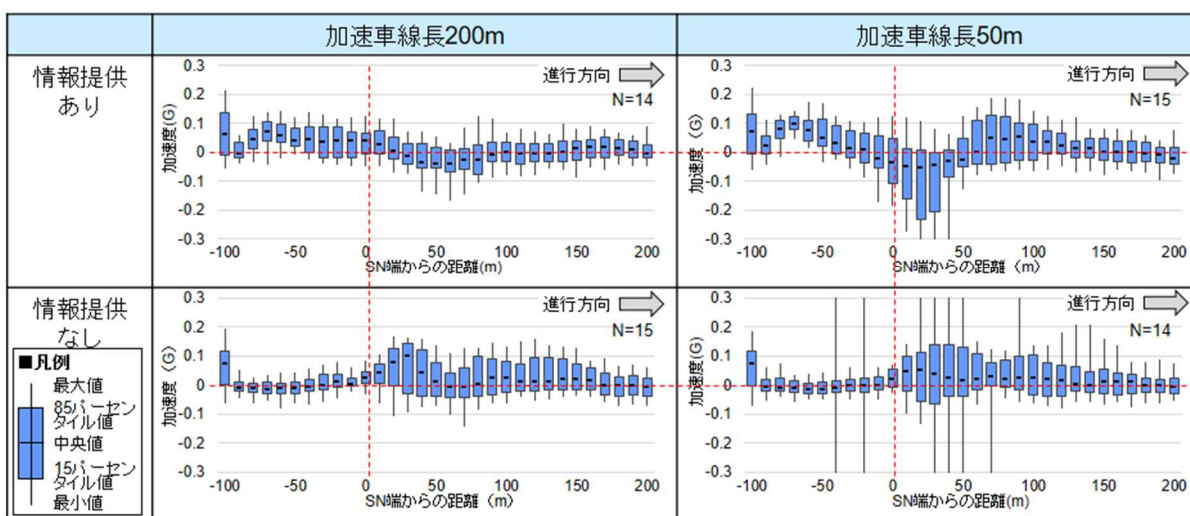 加速車線長200m
加速車線長50m
情報提供
あり
加速度(G)
0.3
0.2
0.1
0
-0.1
-0.2
-0.3
進行方向
N=14
-100
-50
0
50
100
150
200
SN端からの距離(m)
加速度〈G〉
0.3
0.2
0.1
0
-0.1
-0.2
-0.3
進行方向
N=15
-100
-50
0
50
100
150
200
SN端からの距離〈m〉
情報提供
なし
■凡例
最大値
85パーセン
タイル値
中央値
15パーセン
タイル値
最小値
加速度〈G〉
0.3
0.2
0.1
0
-0.1
-0.2
-0.3
進行方向
N=15
-100
-50
0
50
100
150
200
SN端からの距離〈m〉
加速度〈G〉
0.3
0.2
0.1
0
-0.1
-0.2
-0.3
進行方向
N=14
-100
-50
0
50
100
150
200
SN端からの距離(m)